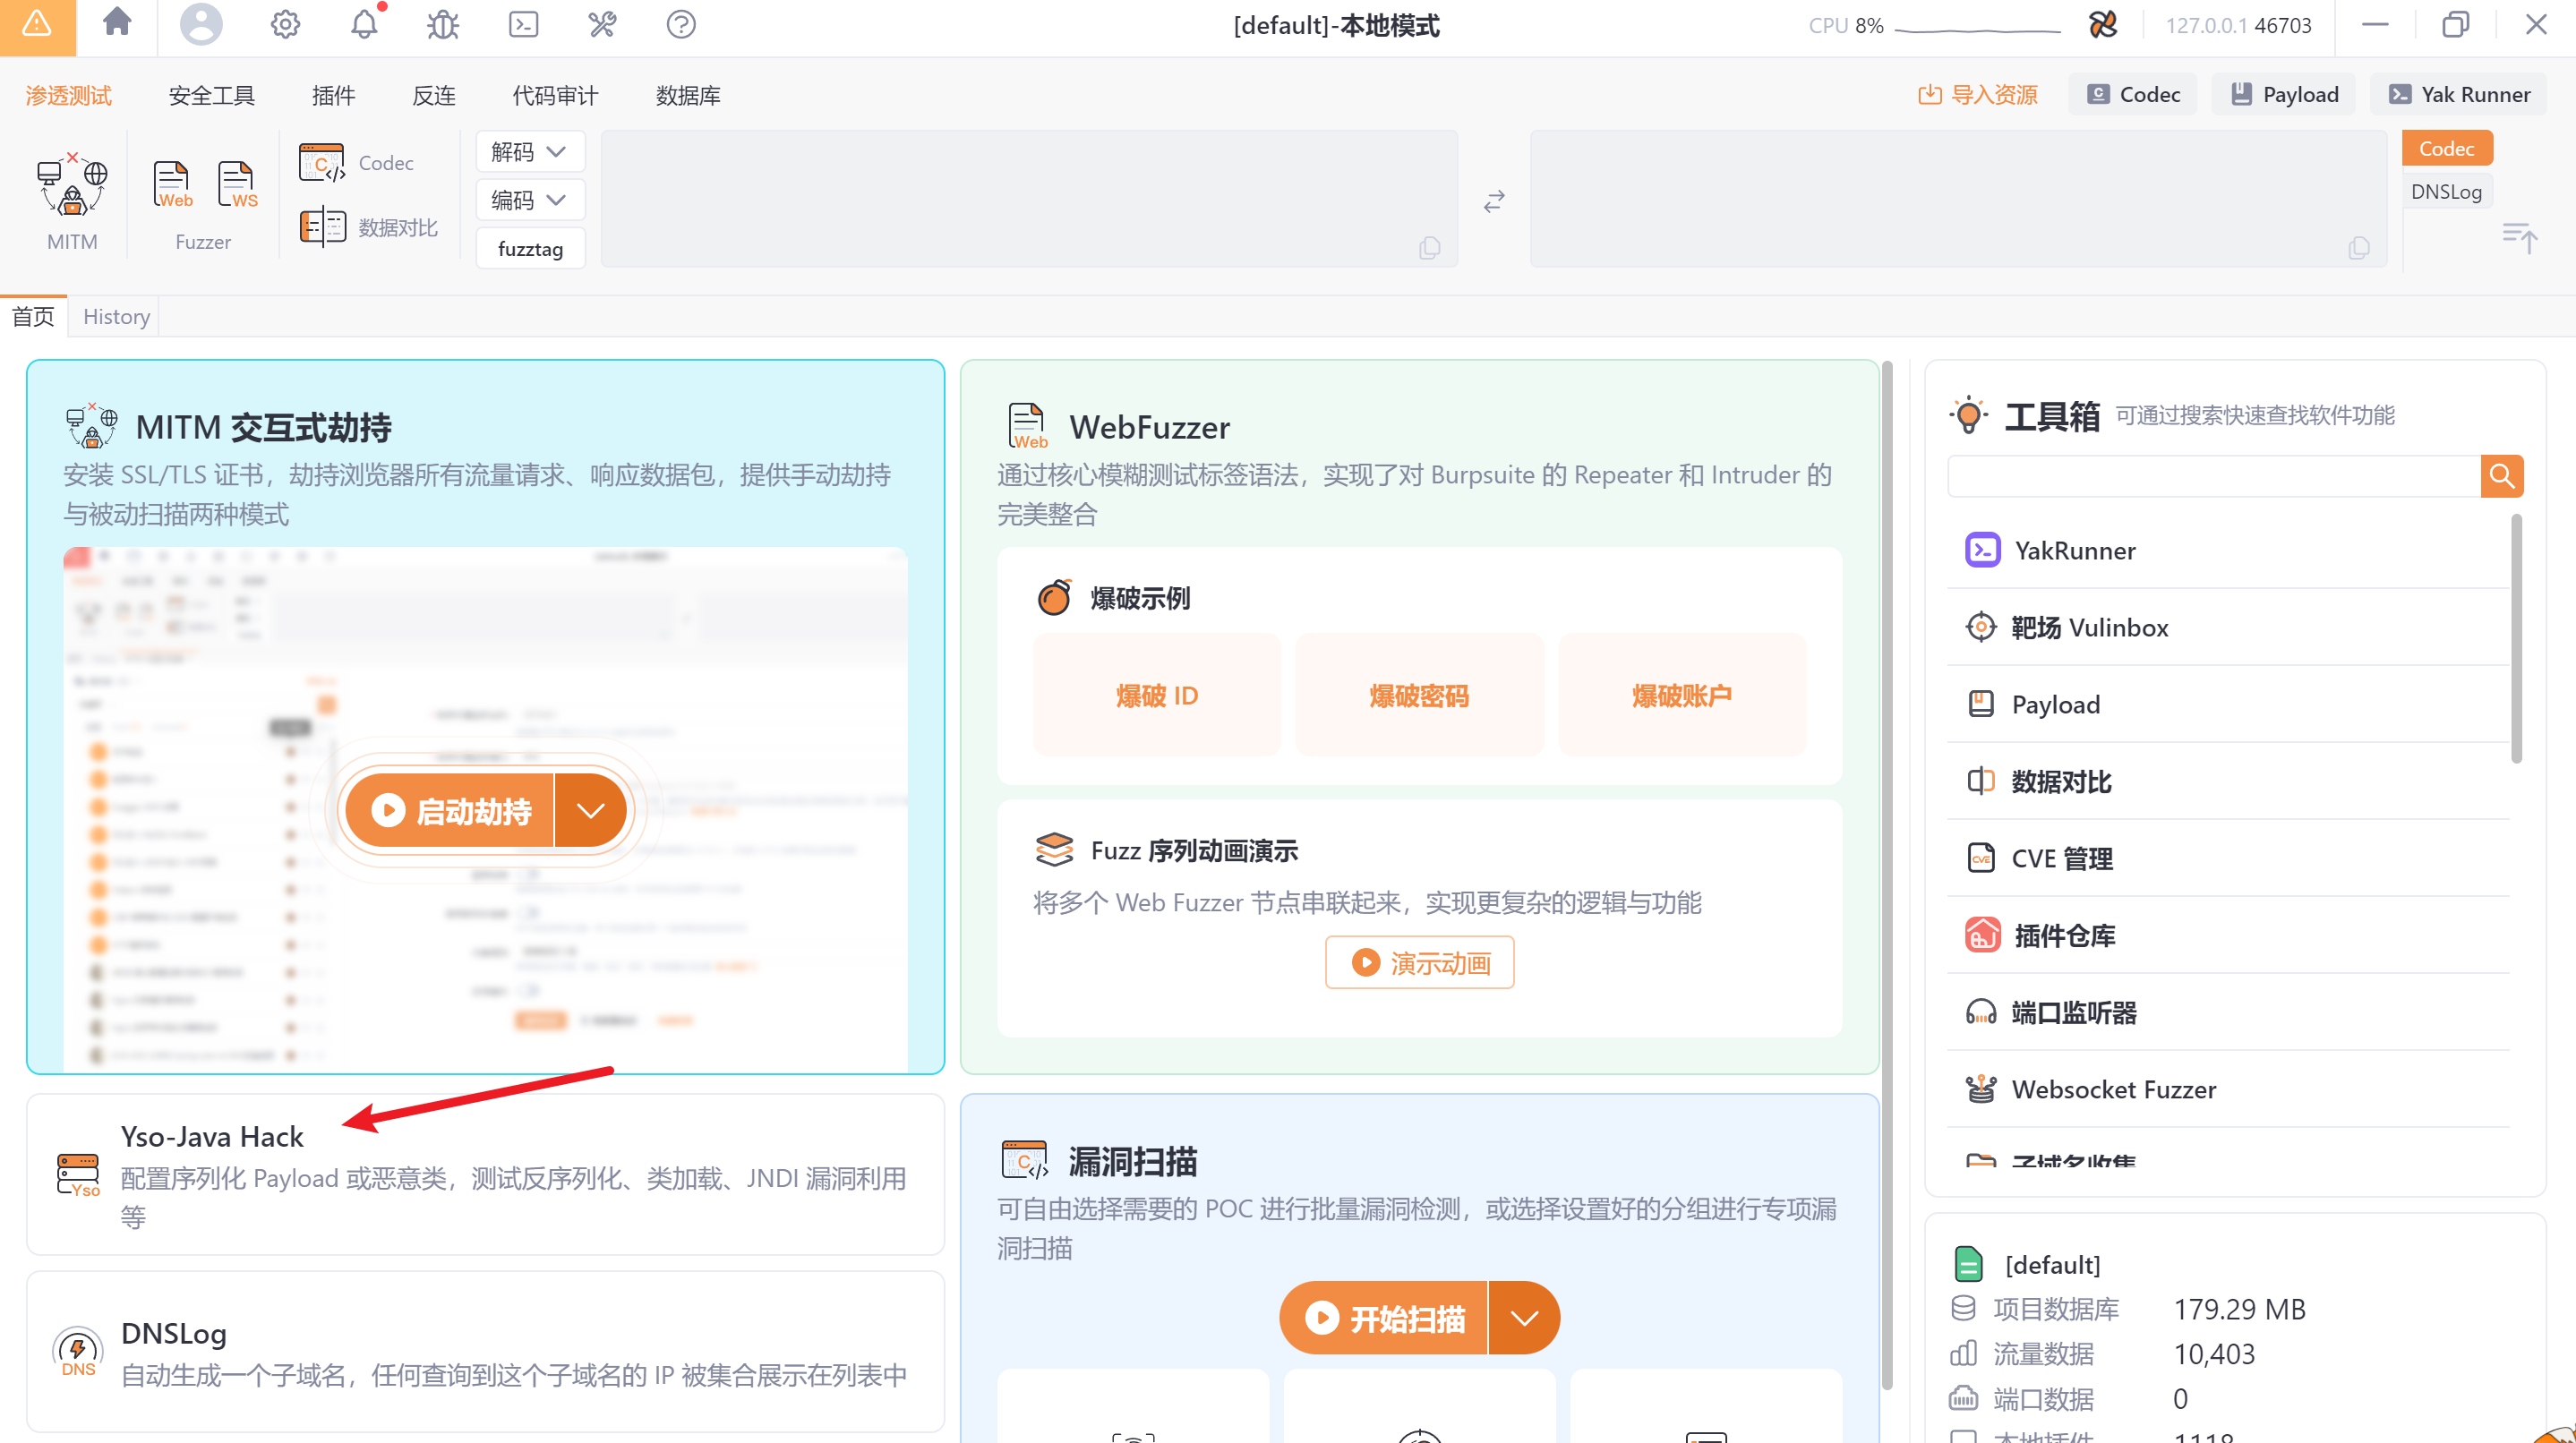 [default]-本地模式
CPU 8%
127.0.0.1 46703
渗透测试
安全工具
插件
反连
代码审计
数据库
导入资源
Codec
Payload
Yak Runner
MITM
Web
WS
Fuzzer
Codec
数据对比
解码
编码
fuzztag
Codec
DNSLog
首页
History
MITM 交互式劫持
安装 SSL/TLS 证书，劫持浏览器所有流量请求、响应数据包，提供手动劫持
与被动扫描两种模式
启动劫持
Yso-Java Hack
Yso
配置序列化 Payload 或恶意类，测试反序列化、类加载、JNDI 漏洞利用
等
DNSLog
DNS
自动生成一个子域名，任何查询到这个子域名的 IP 被集合展示在列表中
Web
WebFuzzer
通过核心模糊测试标签语法，实现了对 Burpsuite 的 Repeater 和 Intruder 的
完美整合
爆破示例
爆破 ID
爆破密码
爆破账户
Fuzz 序列动画演示
将多个 Web Fuzzer 节点串联起来，实现更复杂的逻辑与功能
演示动画
漏洞扫描
可自由选择需要的 POC 进行批量漏洞检测，或选择设置好的分组进行专项漏
洞扫描
开始扫描
工具箱 可通过搜索快速查找软件功能
YakRunner
靶场 Vulinbox
Payload
数据对比
CVE 管理
插件仓库
端口监听器
Websocket Fuzzer
子域名收集
[default]
项目数据库 179.29 MB
流量数据 10,403
端口数据 0
本地插件 1118